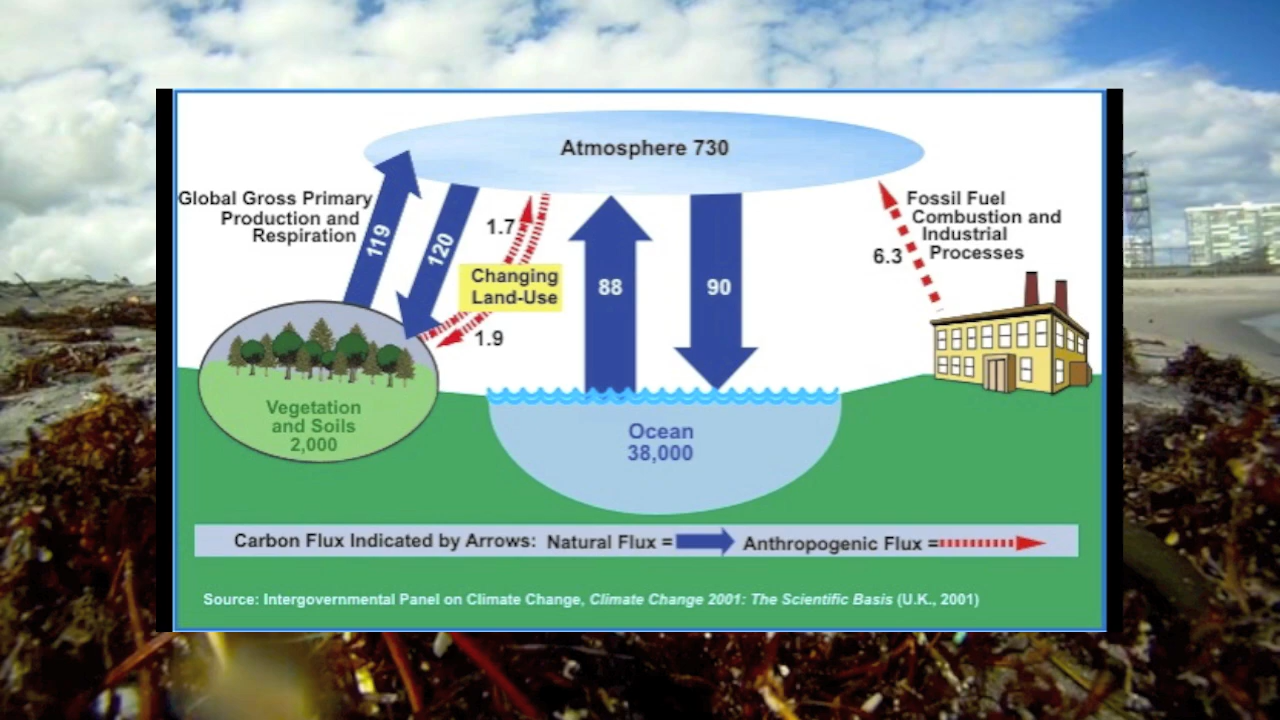 Atmosphere 730
Global Gross Primary
Production and
Respiration
119
120
1.7
Changing
Land-Use
1.9
88
90
Fossil Fuel
Combustion and
Industrial
Processes
6.3
Vegetation
and Soils
2,000
Ocean
38,000
Carbon Flux Indicated by Arrows: Natural Flux = Anthropogenic Flux =
Source: Intergovernmental Panel on Climate Change, Climate Change 2001: The Scientific Basis (U.K., 2001)